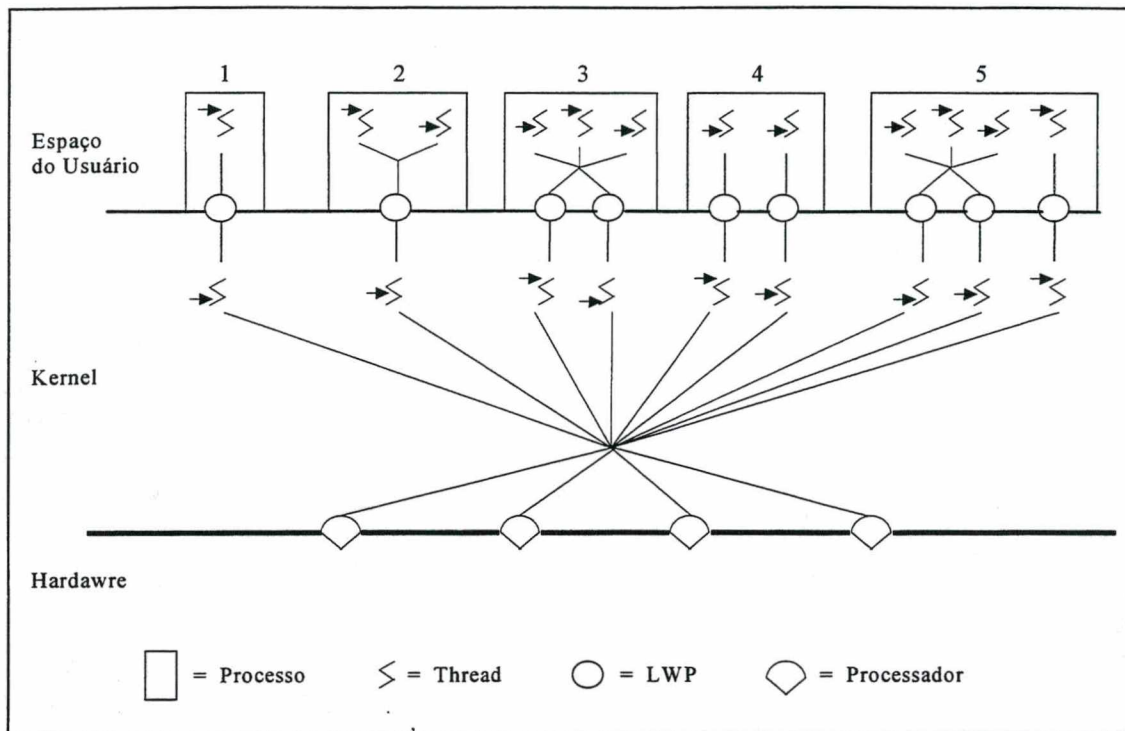 1 2 3 4 5
Espaço
do Usuário
Kernel
Hardawre
= Processo = Thread = LWP = Processador